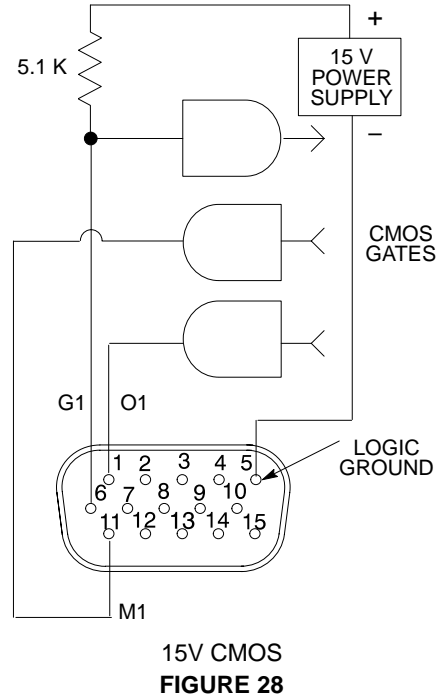 +
15 V
POWER
SUPPLY
5.1 K
–
CMOS
GATES
G1 O1
LOGIC
GROUND
1 2 3 4 5
6 7 8 9 10
11 12 13 14 15
M1
15V CMOS
FIGURE 28